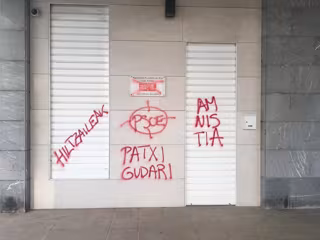 HILTZAILEAK
PSOE
PATXI
GUDARI
AM
NIS
TIA